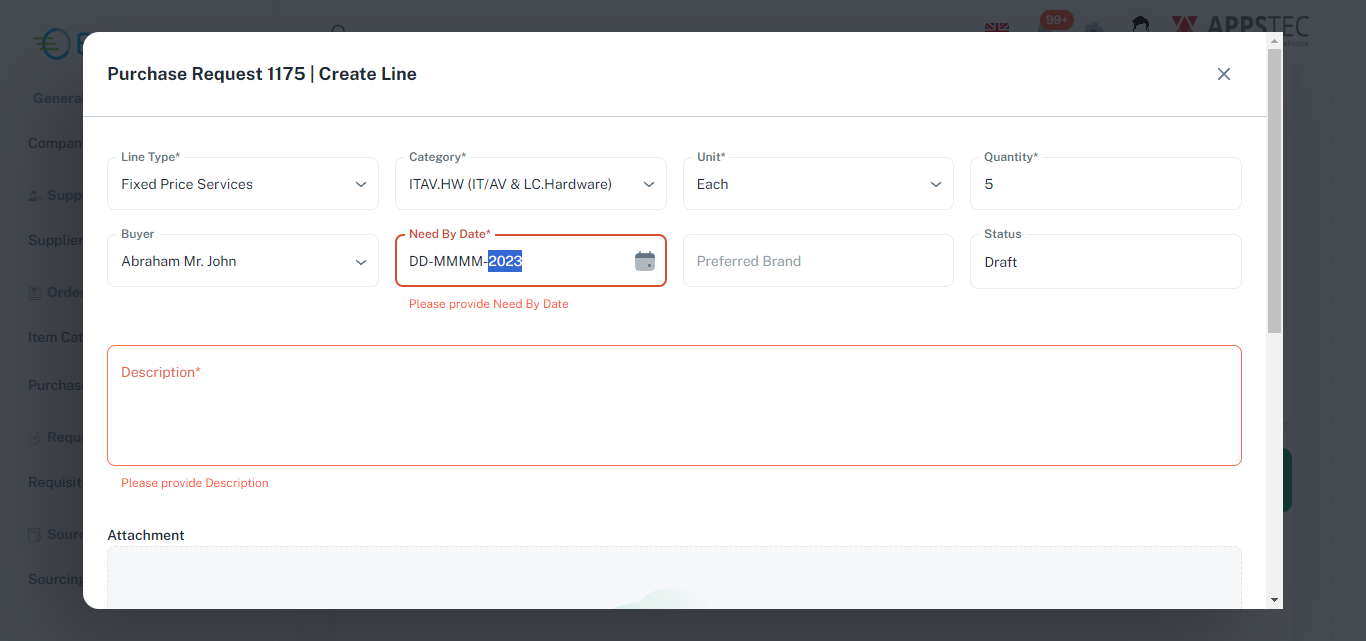 99+
APPSTEC
Purchase Request 1175 | Create Line
Genera
Compan
Line Type*
Category*
Unit*
Quantity*
Fixed Price Services
ITAV.HW (IT/AV & LC.Hardware)
Each
5
Supp
Supplier
Buyer
Need By Date*
Status
Abraham Mr. John
DD-MMMM-2023
Preferred Brand
Draft
Please provide Need By Date
Orde
Item Cat
Description*
Purchas
Requi
Requisit
Please provide Description
Sourc
Attachment
Sourcing